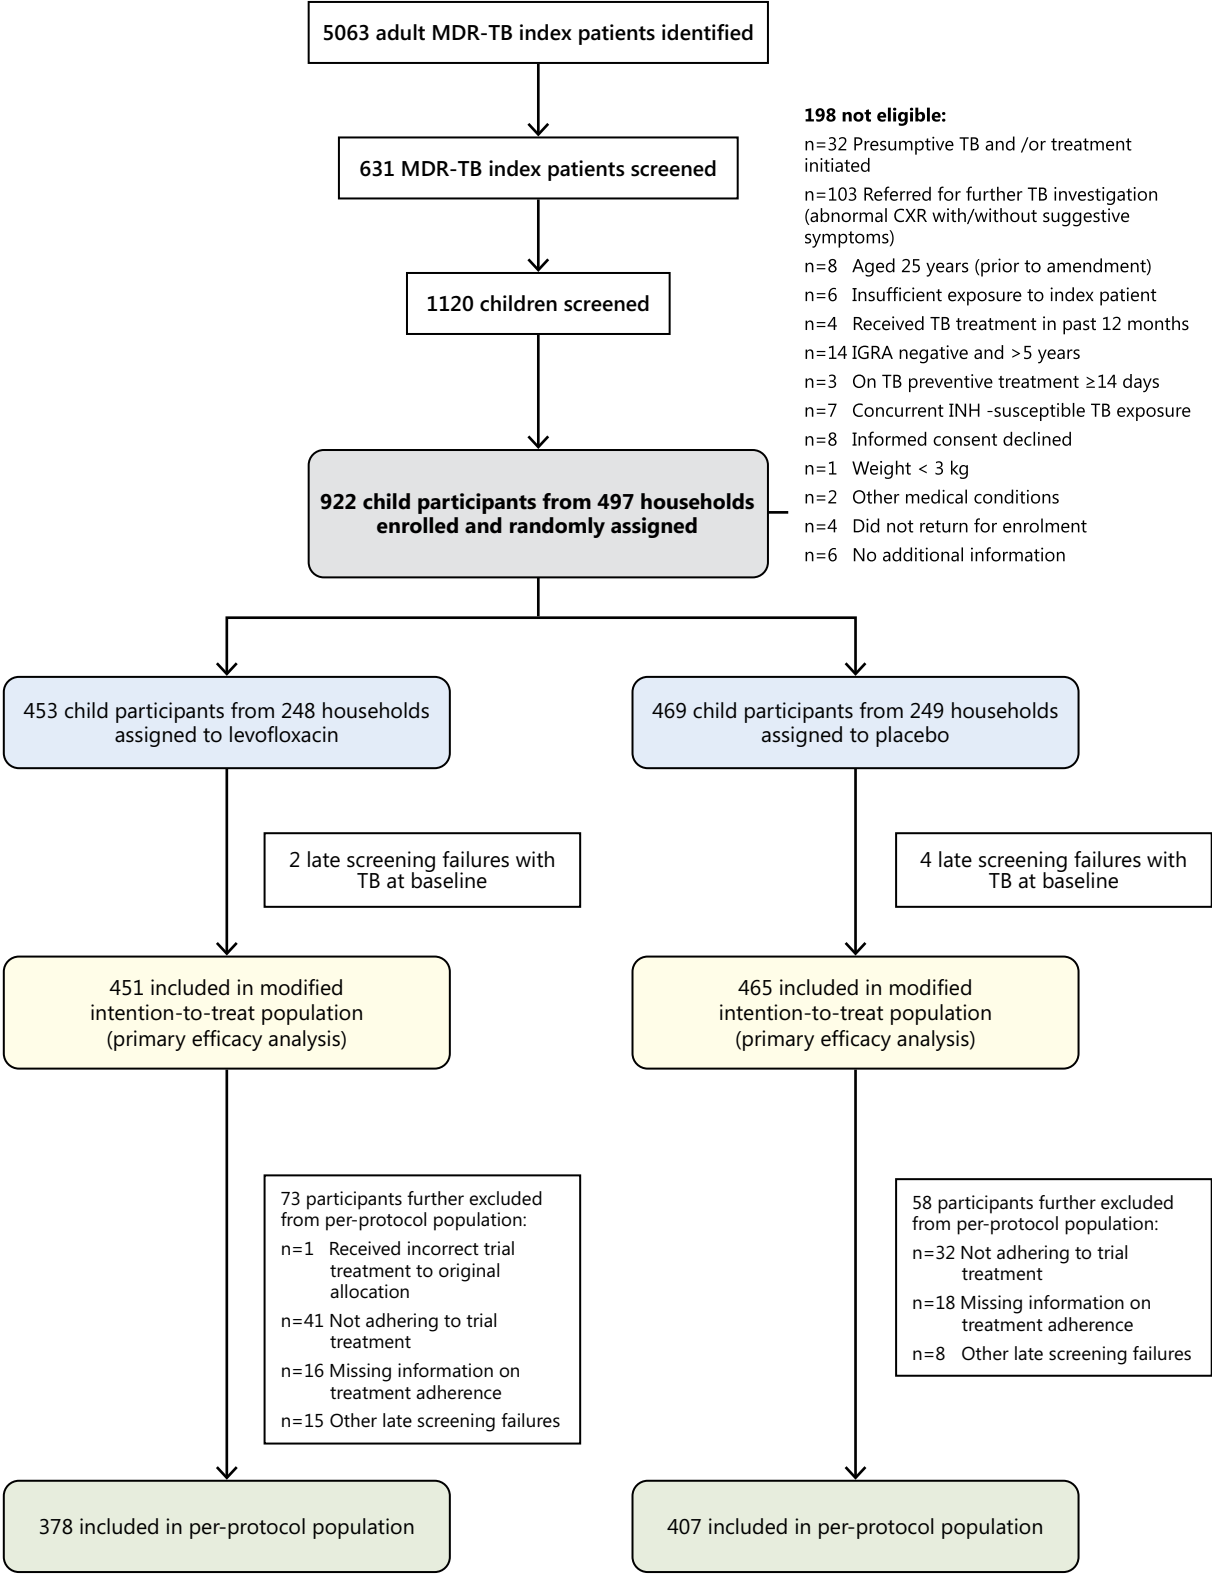 5063 adult MDR-TB index patients identified
631 MDR-TB index patients screened
1120 children screened
198 not eligible:
n=32 Presumptive TB and /or treatment
initiated
n=103 Referred for further TB investigation
(abnormal CXR with/without suggestive
symptoms)
n=8 Aged 25 years (prior to amendment)
n=6 Insufficient exposure to index patient
n=4 Received TB treatment in past 12 months
n=14 IGRA negative and >5 years
n=3 On TB preventive treatment ≥14 days
n=7 Concurrent INH -susceptible TB exposure
n=8 Informed consent declined
n=1 Weight < 3 kg
n=2 Other medical conditions
n=4 Did not return for enrolment
n=6 No additional information
922 child participants from 497 households
enrolled and randomly assigned
453 child participants from 248 households
assigned to levofloxacin
469 child participants from 249 households
assigned to placebo
2 late screening failures with
TB at baseline
4 late screening failures with
TB at baseline
451 included in modified
intention-to-treat population
(primary efficacy analysis)
465 included in modified
intention-to-treat population
(primary efficacy analysis)
73 participants further excluded
from per-protocol population:
n=1 Received incorrect trial
treatment to original
allocation
n=41 Not adhering to trial
treatment
n=16 Missing information on
treatment adherence
n=15 Other late screening failures
58 participants further excluded
from per-protocol population:
n=32 Not adhering to trial
treatment
n=18 Missing information on
treatment adherence
n=8 Other late screening failures
378 included in per-protocol population
407 included in per-protocol population